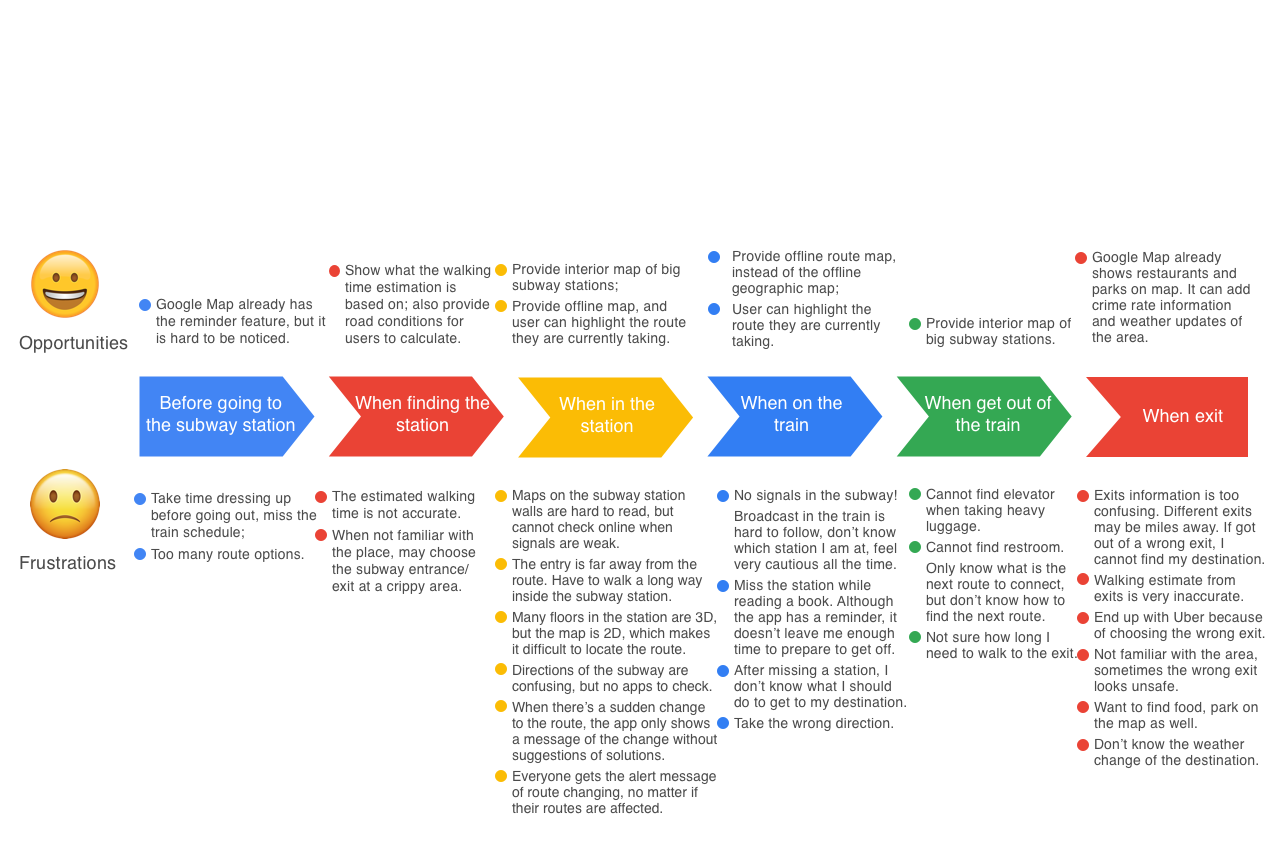 Opportunities
Google Map already has
the reminder feature, but it
is hard to be noticed.
Show what the walking
time estimation is
based on; also provide
road conditions for
users to calculate.
Provide interior map of big
subway stations;
Provide offline map, and
user can highlight the route
they are currently taking.
Provide offline route map,
instead of the offline
geographic map;
User can highlight the
route they are currently
taking.
Provide interior map of
big subway stations.
Google Map already
shows restaurants and
parks on map. It can add
crime rate information
and weather updates of
the area.
Before going to
the subway station
When finding the
station
When in the
station
When on the
train
When get out of
the train
When exit
Frustrations
Take time dressing up
before going out, miss the
train schedule;
Too many route options.
The estimated walking
time is not accurate.
When not familiar with
the place, may choose
the subway entrance/
exit at a crippy area.
Maps on the subway station
walls are hard to read, but
cannot check online when
signals are weak.
The entry is far away from the
route. Have to walk a long way
inside the subway station.
Many floors in the station are 3D,
but the map is 2D, which makes
it difficult to locate the route.
Directions of the subway are
confusing, but no apps to check.
When there's a sudden change
to the route, the app only shows
a message of the change without
suggestions of solutions.
Everyone gets the alert message
of route changing, no matter if
their routes are affected.
No signals in the subway!
Broadcast in the train is
hard to follow, don't know
which station I am at, feel
very cautious all the time.
Miss the station while
reading a book. Although
the app has a reminder, it
doesn't leave me enough
time to prepare to get off.
After missing a station, I
don't know what I should
do to get to my destination.
Take the wrong direction.
Cannot find elevator
when taking heavy
luggage.
Cannot find restroom.
Only know what is the
next route to connect,
but don't know how to
find the next route.
Not sure how long I
need to walk to the exit.
Exits information is too
confusing. Different exits
may be miles away. If got
out of a wrong exit, I
cannot find my destination.
Walking estimate from
exits is very inaccurate.
End up with Uber because
of choosing the wrong exit.
Not familiar with the area,
sometimes the wrong exit
looks unsafe.
Want to find food, park on
the map as well.
Don't know the weather
change of the destination.